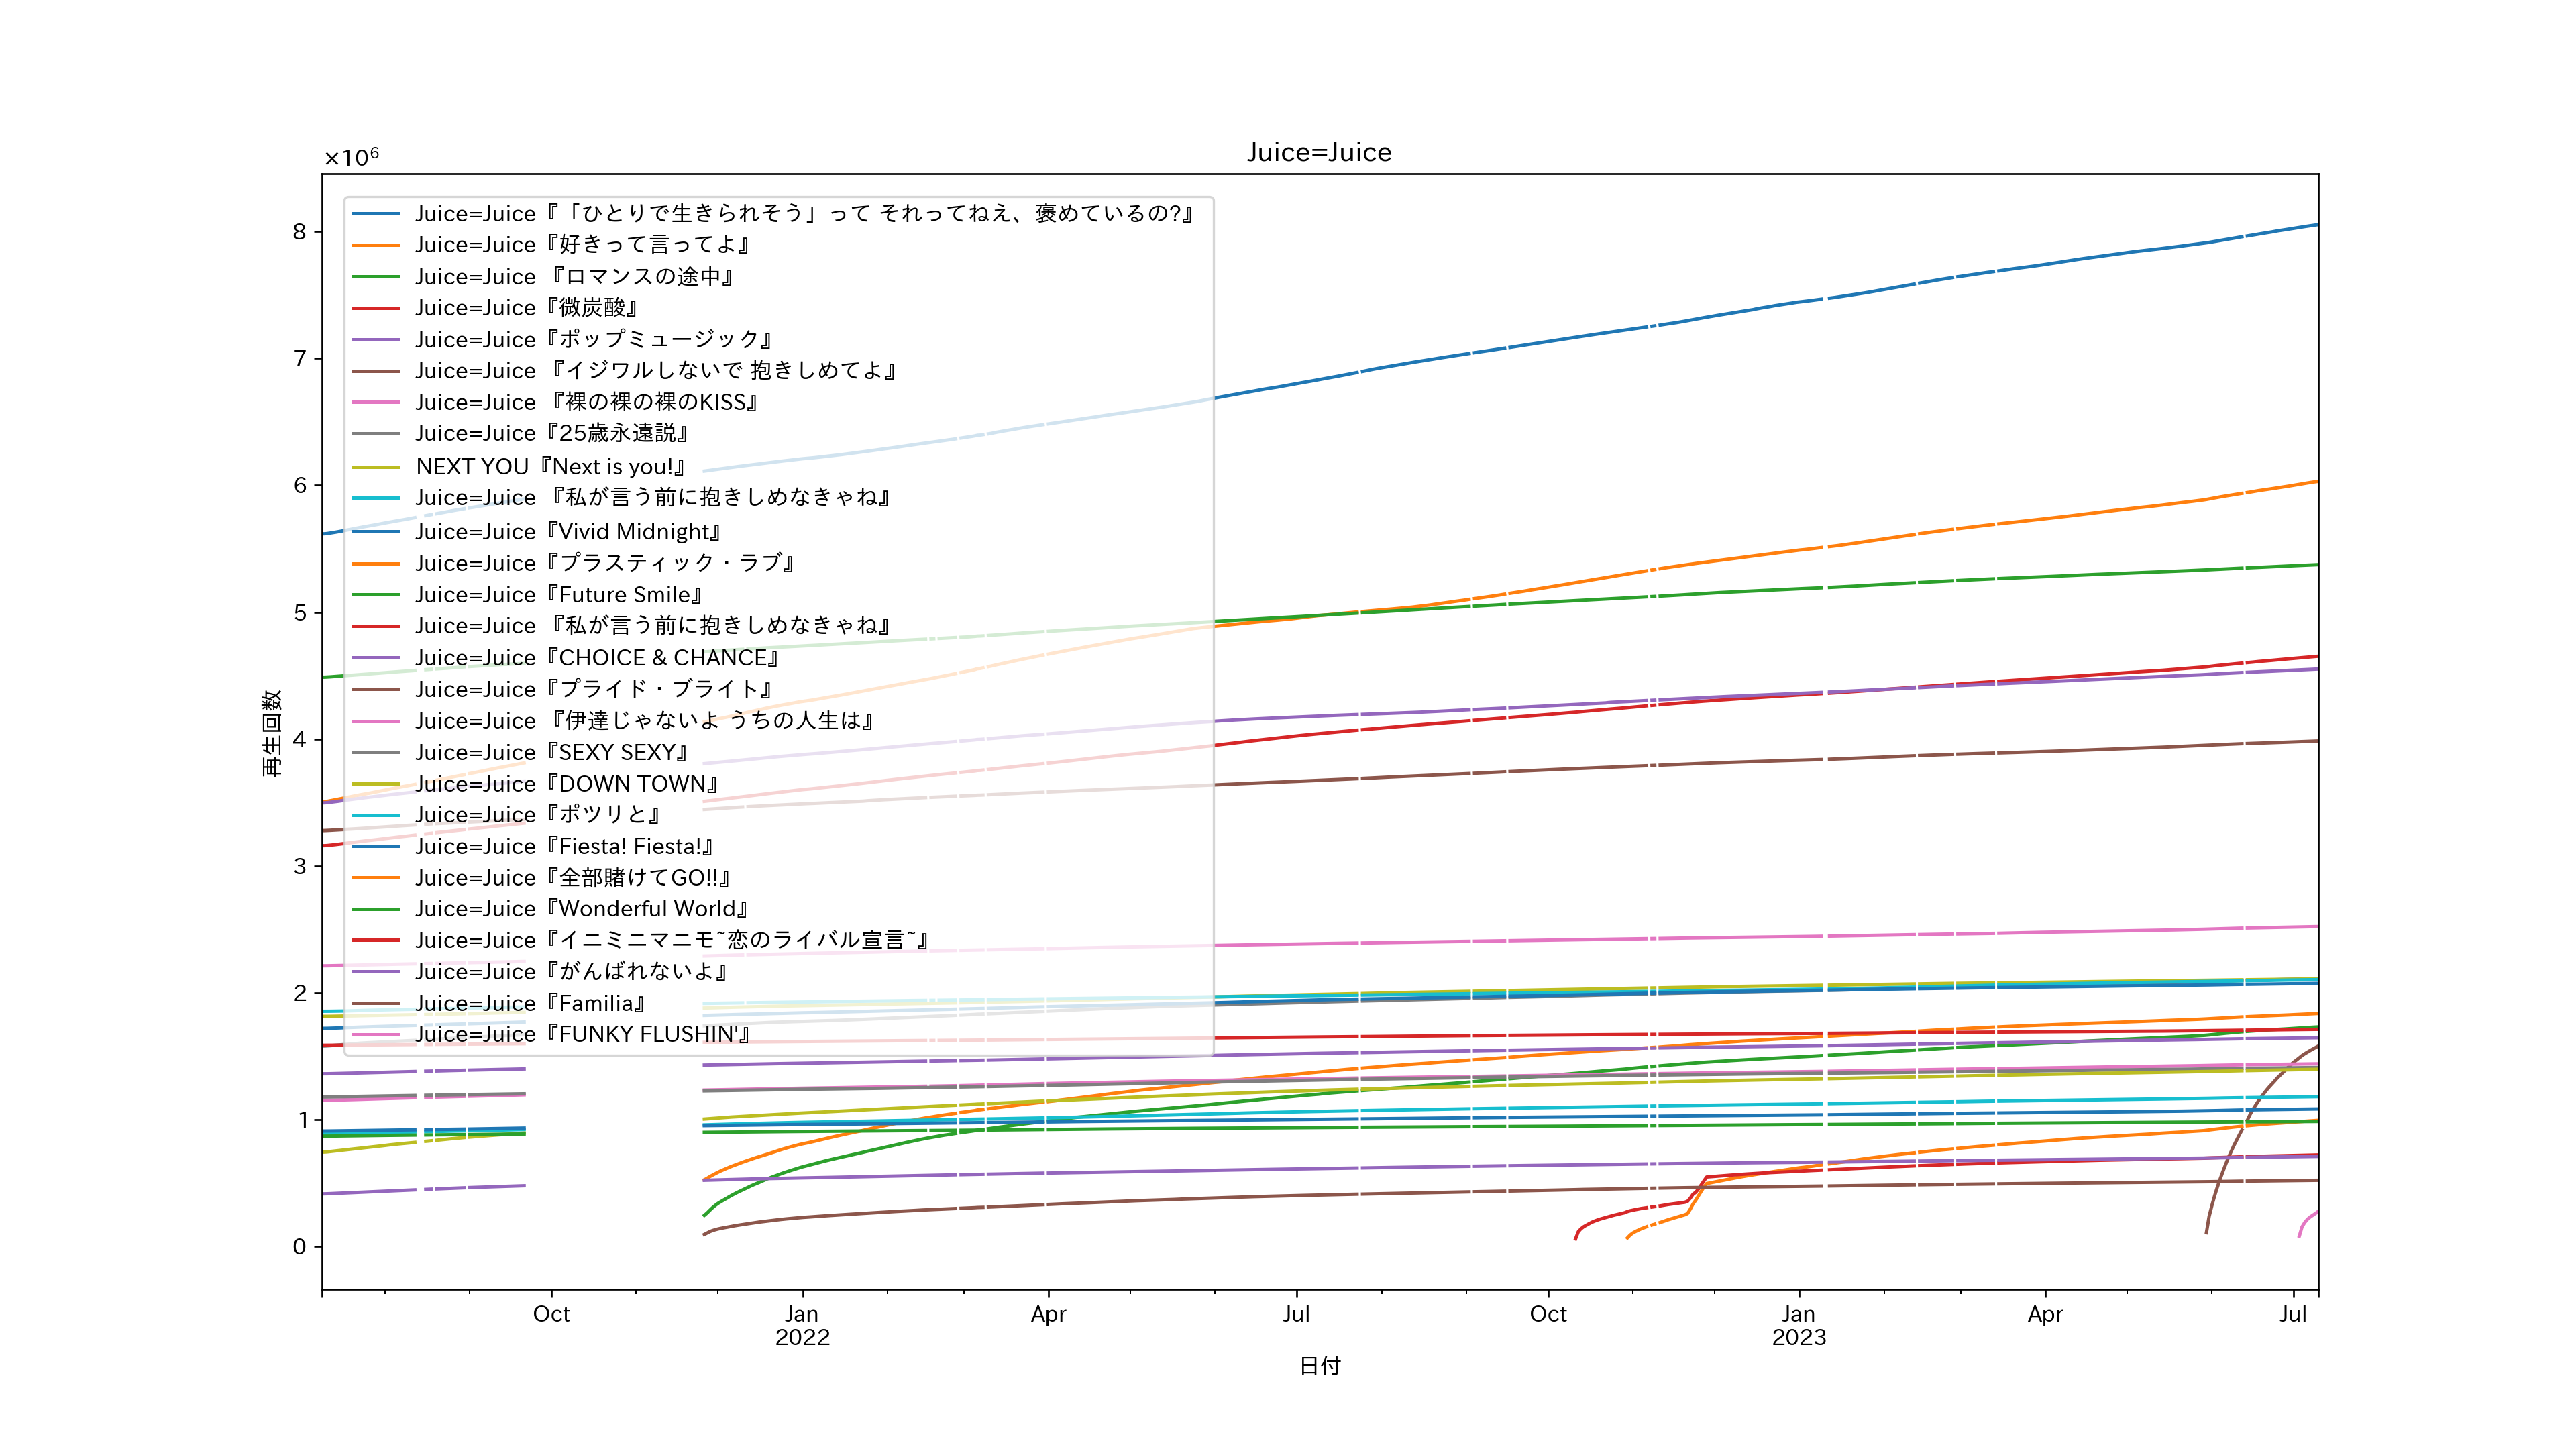 Juice=Juice
×10⁶
8
7
6
5
4
3
2
1
0
再生回数
Juice=Juice『「ひとりで生きられそう」って それってねえ、褒めているの?』
Juice=Juice『好きって言ってよ』
Juice=Juice 『ロマンスの途中』
Juice=Juice『微炭酸』
Juice=Juice『ポップミュージック』
Juice=Juice 『イジワルしないで 抱きしめてよ』
Juice=Juice 『裸の裸の裸のKISS』
Juice=Juice『25歳永遠説』
NEXT YOU『Next is you!』
Juice=Juice 『私が言う前に抱きしめなきゃね』
Juice=Juice『Vivid Midnight』
Juice=Juice『プラスティック・ラブ』
Juice=Juice『Future Smile』
Juice=Juice 『私が言う前に抱きしめなきゃね』
Juice=Juice『CHOICE & CHANCE』
Juice=Juice『プライド・ブライト』
Juice=Juice 『伊達じゃないよ うちの人生は』
Juice=Juice『SEXY SEXY』
Juice=Juice『DOWN TOWN』
Juice=Juice『ポツリと』
Juice=Juice『Fiesta! Fiesta!』
Juice=Juice『全部賭けてGO!!』
Juice=Juice『Wonderful World』
Juice=Juice『イニミニマニモ~恋のライバル宣言~』
Juice=Juice『がんばれないよ』
Juice=Juice『Familia』
Juice=Juice『FUNKY FLUSHIN'』
Oct Jan Apr Jul Oct Jan Apr Jul
2022 2023
日付